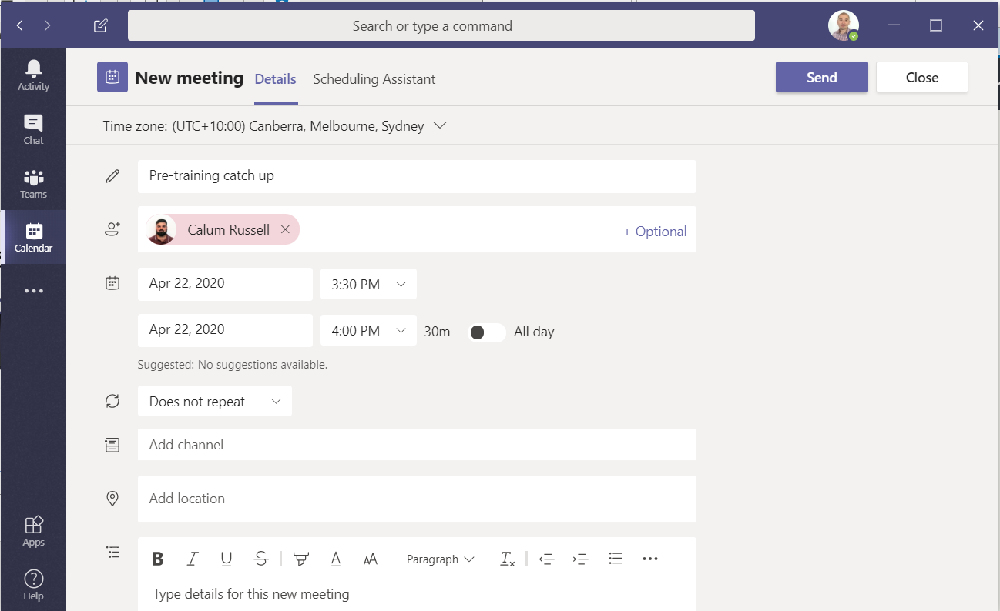 Search or type a command
Activity
Chat
Teams
Calendar
Apps
Help
New meeting Details Scheduling Assistant Send Close
Time zone: (UTC+10:00) Canberra, Melbourne, Sydney
Pre-training catch up
Calum Russell + Optional
Apr 22, 2020 3:30 PM
Apr 22, 2020 4:00 PM 30m All day
Suggested: No suggestions available.
Does not repeat
Add channel
Add location
B I U S A AA Paragraph Tx
Type details for this new meeting